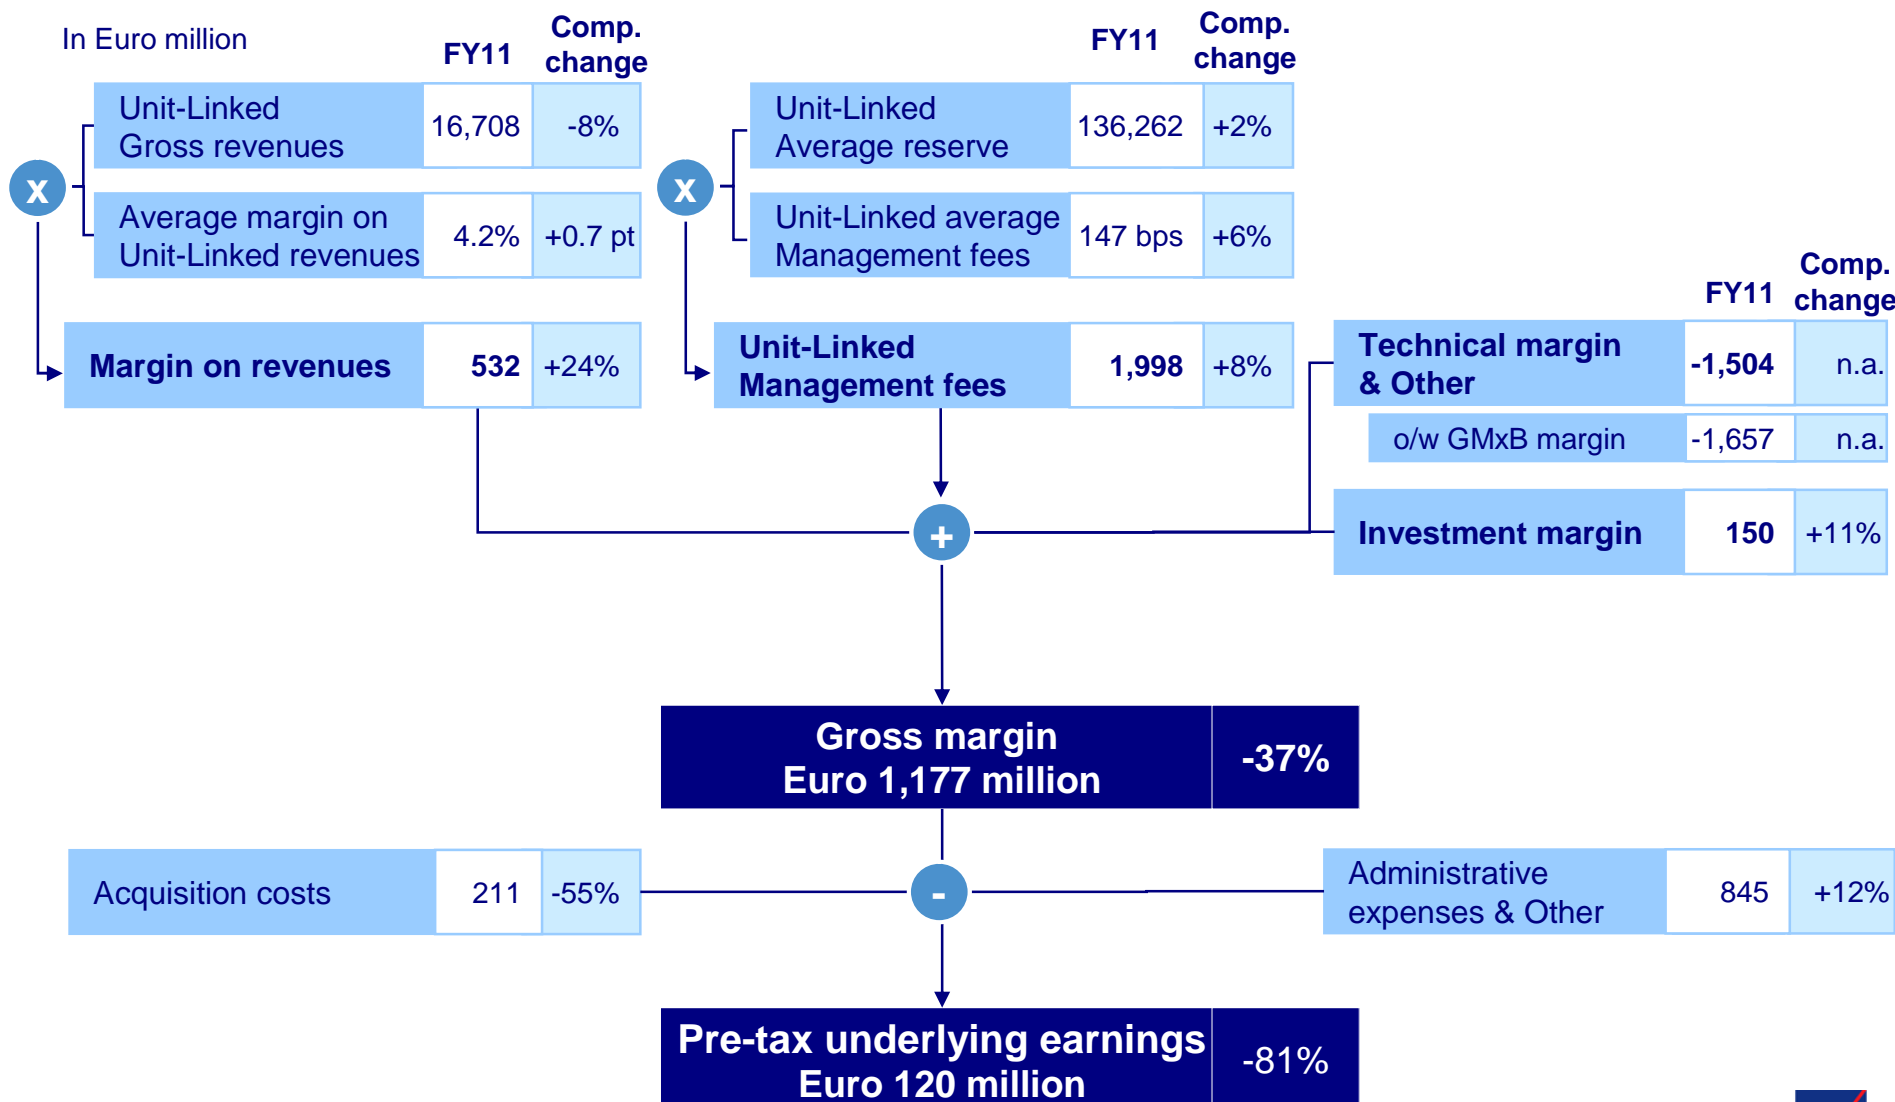 In Euro million
FY11
Comp.
change
Unit-Linked
Gross revenues
16,708
-8%
x
Average margin on
Unit-Linked revenues
4.2%
+0.7 pt
Margin on revenues
532
+24%
FY11
Comp.
change
Unit-Linked
Average reserve
136,262
+2%
x
Unit-Linked average
Management fees
147 bps
+6%
Unit-Linked
Management fees
1,998
+8%
FY11
Comp.
change
Technical margin
& Other
-1,504
n.a.
o/w GMxB margin
-1,657
n.a.
Investment margin
150
+11%
+
Gross margin
Euro 1,177 million
-37%
Acquisition costs
211
-55%
-
Administrative
expenses & Other
845
+12%
Pre-tax underlying earnings
Euro 120 million
-81%